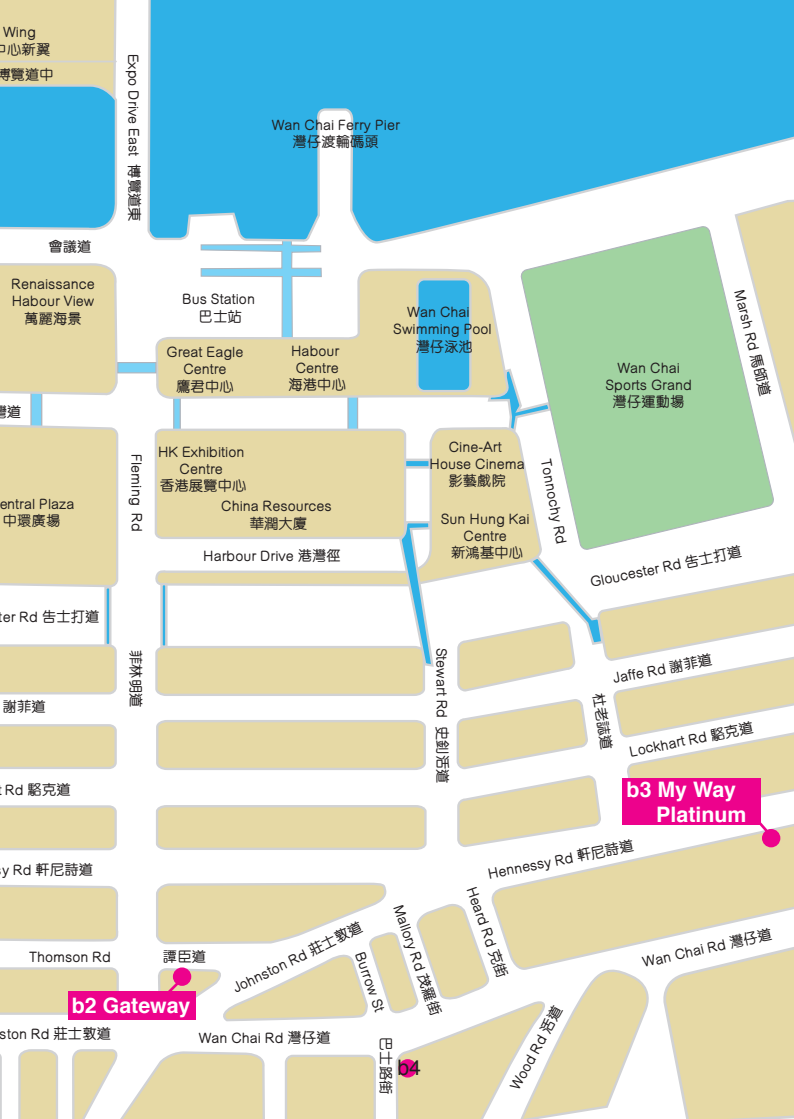 Wing
中心新翼
博覽道中
Expo Drive East 博覽道東
Wan Chai Ferry Pier
灣仔渡輪碼頭
會議道
Renaissance
Habour View
萬麗海景
Bus Station
巴士站
Wan Chai
Swimming Pool
灣仔泳池
Marsh Rd 馬師道
Great Eagle
Centre
鷹君中心
Habour
Centre
海港中心
Wan Chai
Sports Grand
灣仔運動場
灣道
Fleming Rd
HK Exhibition
Centre
香港展覽中心
China Resources
華潤大廈
Cine-Art
House Cinema
影藝戲院
Sun Hung Kai
Centre
新鴻基中心
Tonnochy Rd
entral Plaza
中環廣場
Harbour Drive 港灣徑
Gloucester Rd 告士打道
ter Rd 告士打道
菲林明道
Stewart Rd 史釗活道
Jaffe Rd 謝菲道
謝菲道
杜老誌道
Lockhart Rd 駱克道
t Rd 駱克道
b3 My Way
Platinum
Hennessy Rd 軒尼詩道
sy Rd 軒尼詩道
Heard Rd 克街
Mallory Rd 茂羅街
Johnston Rd 莊士敦道
Burrow St
Wan Chai Rd 灣仔道
Thomson Rd
譚臣道
b2 Gateway
ston Rd 莊士敦道
Wan Chai Rd 灣仔道
巴士路街
b4
Wood Rd 活道